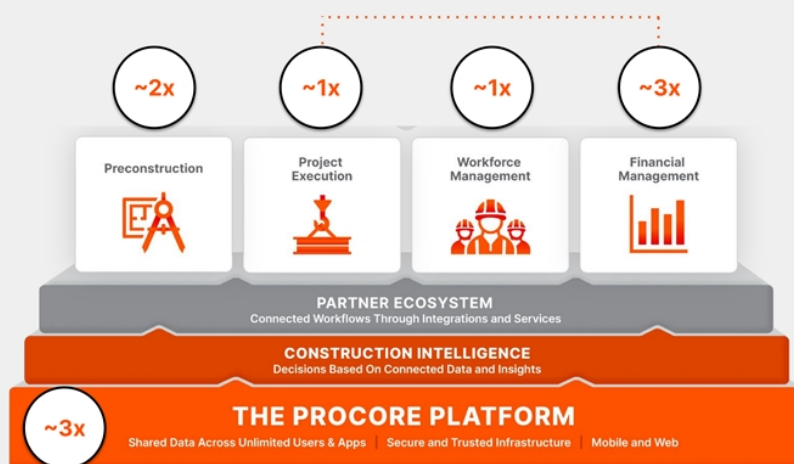 ~2x
~1x
~1x
~3x
Preconstruction
Project
Execution
Workforce
Management
Financial
Management
PARTNER ECOSYSTEM
Connected Workflows Through Integrations and Services
CONSTRUCTION INTELLIGENCE
Decisions Based On Connected Data and Insights
~3x
THE PROCORE PLATFORM
Shared Data Across Unlimited Users & Apps | Secure and Trusted Infrastructure | Mobile and Web